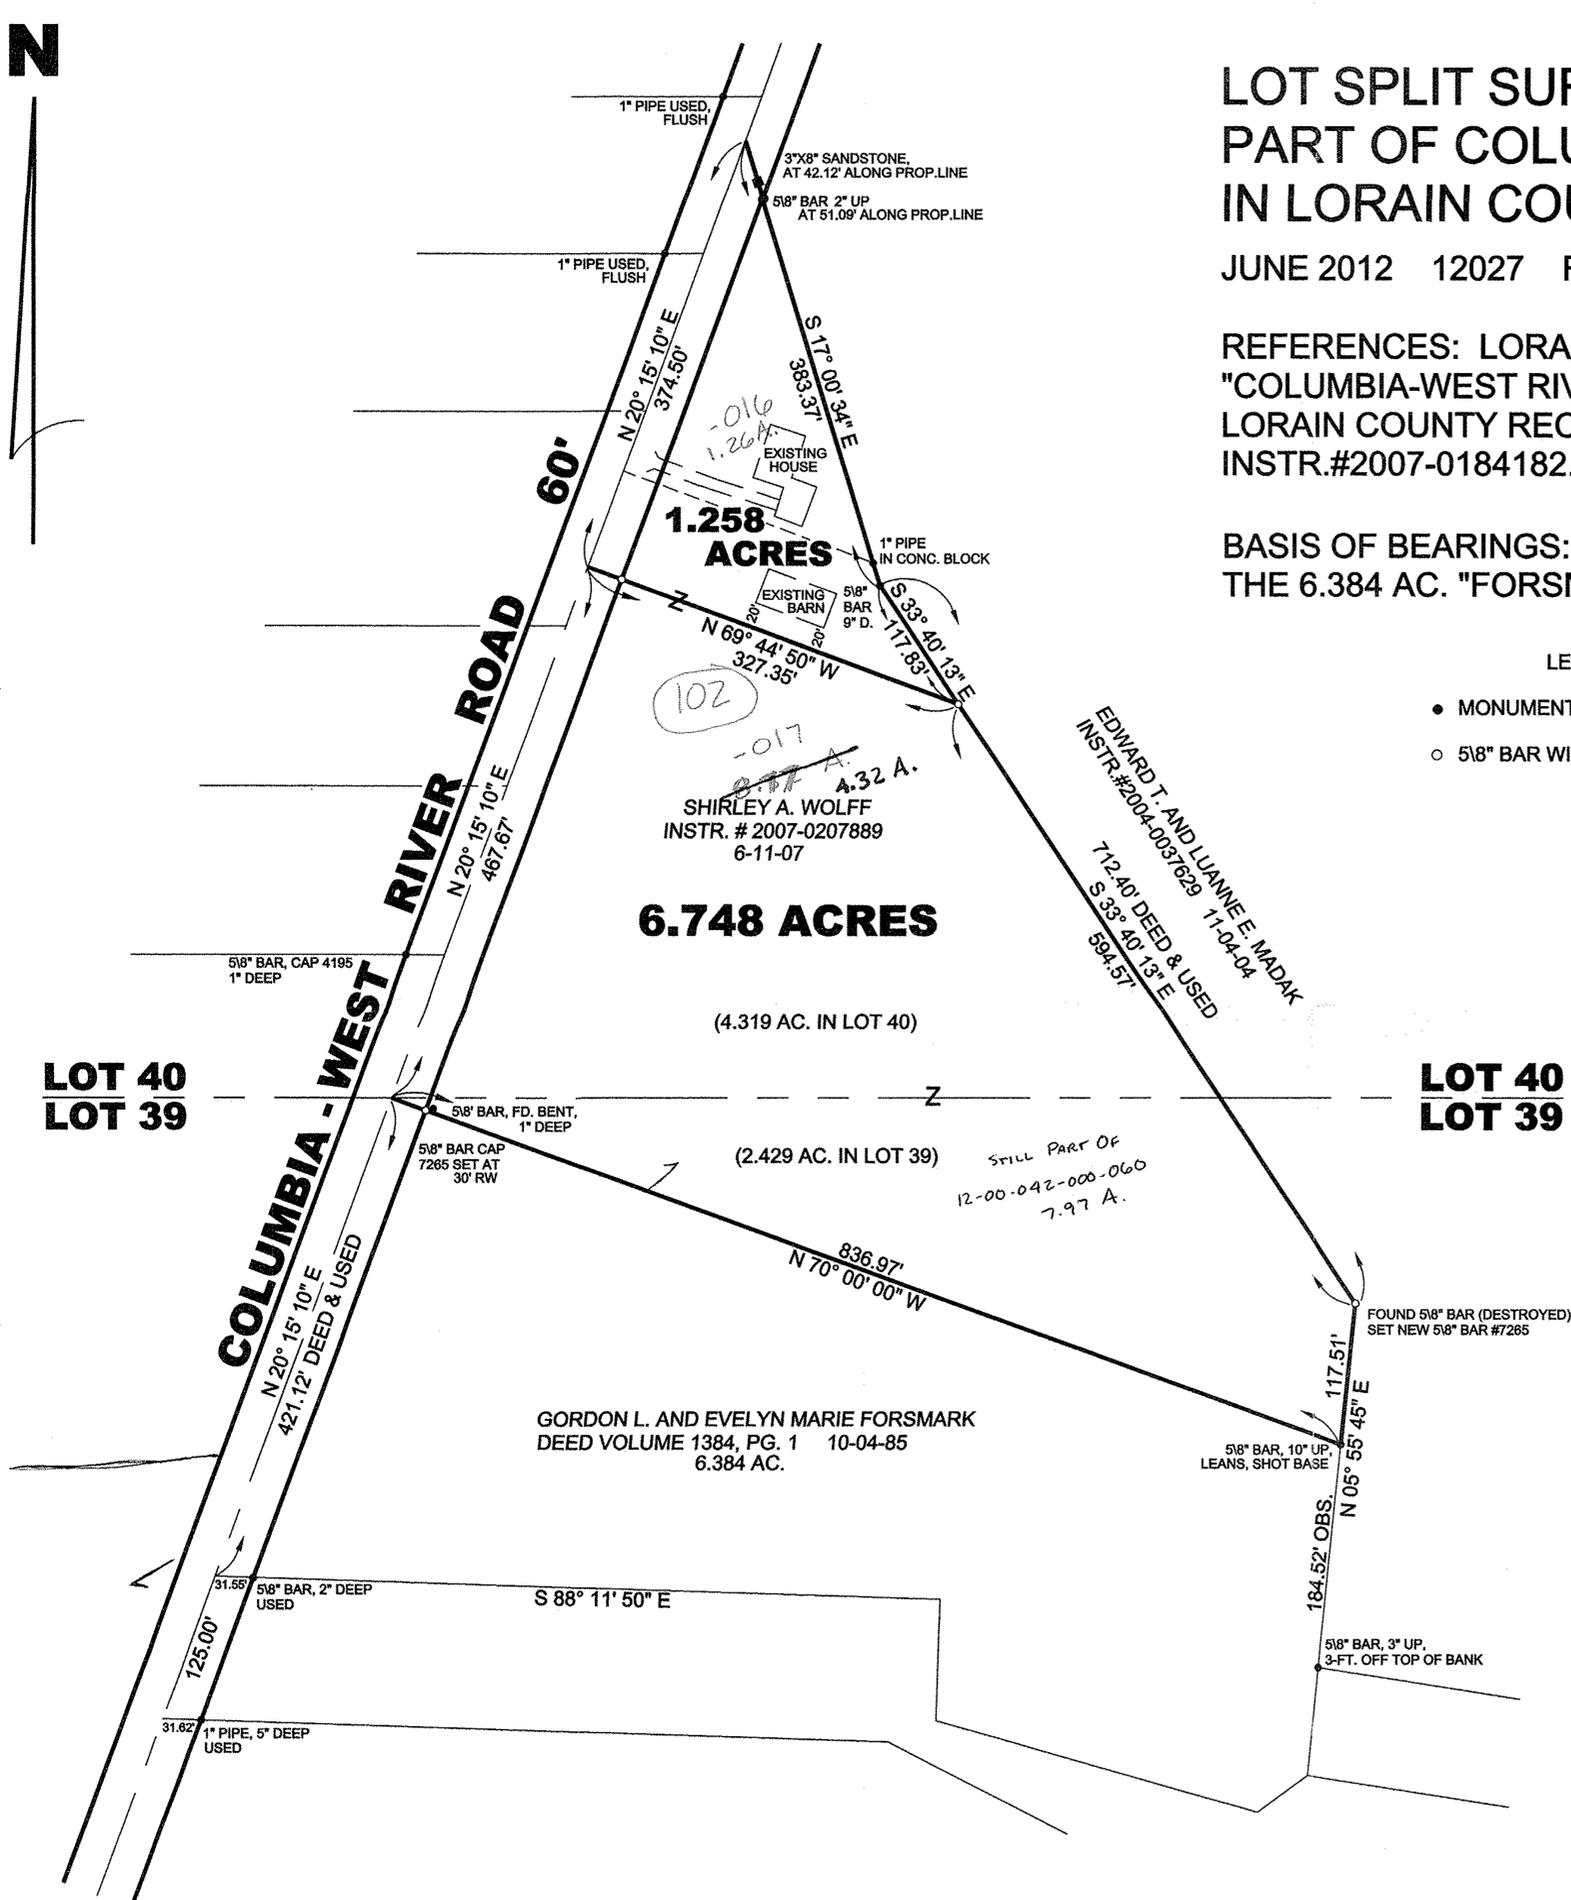 N
LOT SPLIT SUR
PART OF COLU
IN LORAIN COU
JUNE 2012 12027
REFERENCES: LORA
"COLUMBIA-WEST RIV
LORAIN COUNTY REC
INSTR.#2007-0184182.
BASIS OF BEARINGS:
THE 6.384 AC. "FORSM
LE
MONUMENT
5\8" BAR WI
1" PIPE USED,
FLUSH
3"X8" SANDSTONE,
AT 42.12' ALONG PROP.LINE
5\8" BAR 2" UP
AT 51.09' ALONG PROP.LINE
1" PIPE USED,
FLUSH
N 20° 15' 10" E
374.50'
S 17° 00' 34" E
383.37'
-016
1.26 A.
EXISTING
HOUSE
60'
1.258
ACRES
1" PIPE
IN CONC. BLOCK
EXISTING
BARN
20'
20'
5\8"
BAR
9" D.
S 33° 40' 13" E
117.83'
Z
N 69° 44' 50" W
327.35'
102
-017
4.32 A.
SHIRLEY A. WOLFF
INSTR. # 2007-0207889
6-11-07
6.748 ACRES
EDWARD T. AND LUANNE E. MADAK
INSTR.#2004-0037629 11-04-04
712.40' DEED & USED
S 33° 40' 13" E
594.57'
N 20° 15' 10" E
467.67'
COLUMBIA - WEST RIVER ROAD
5\8" BAR, CAP 4195
1" DEEP
(4.319 AC. IN LOT 40)
LOT 40
LOT 39
Z
LOT 40
LOT 39
5\8' BAR, FD. BENT,
1" DEEP
5\8" BAR CAP
7265 SET AT
30' RW
(2.429 AC. IN LOT 39)
STILL PART OF
12-00-042-000-060
7.97 A.
836.97'
N 70° 00' 00" W
FOUND 5\8" BAR (DESTROYED)
SET NEW 5\8" BAR #7265
117.51'
N 05° 55' 45" E
N 20° 15' 10" E
421.12' DEED & USED
GORDON L. AND EVELYN MARIE FORSMARK
DEED VOLUME 1384, PG. 1 10-04-85
6.384 AC.
5\8" BAR, 10" UP,
LEANS, SHOT BASE
184.52' OBS.
31.55'
5\8" BAR, 2" DEEP
USED
S 88° 11' 50" E
125.00'
5\8" BAR, 3" UP,
3-FT. OFF TOP OF BANK
31.62'
1" PIPE, 5" DEEP
USED